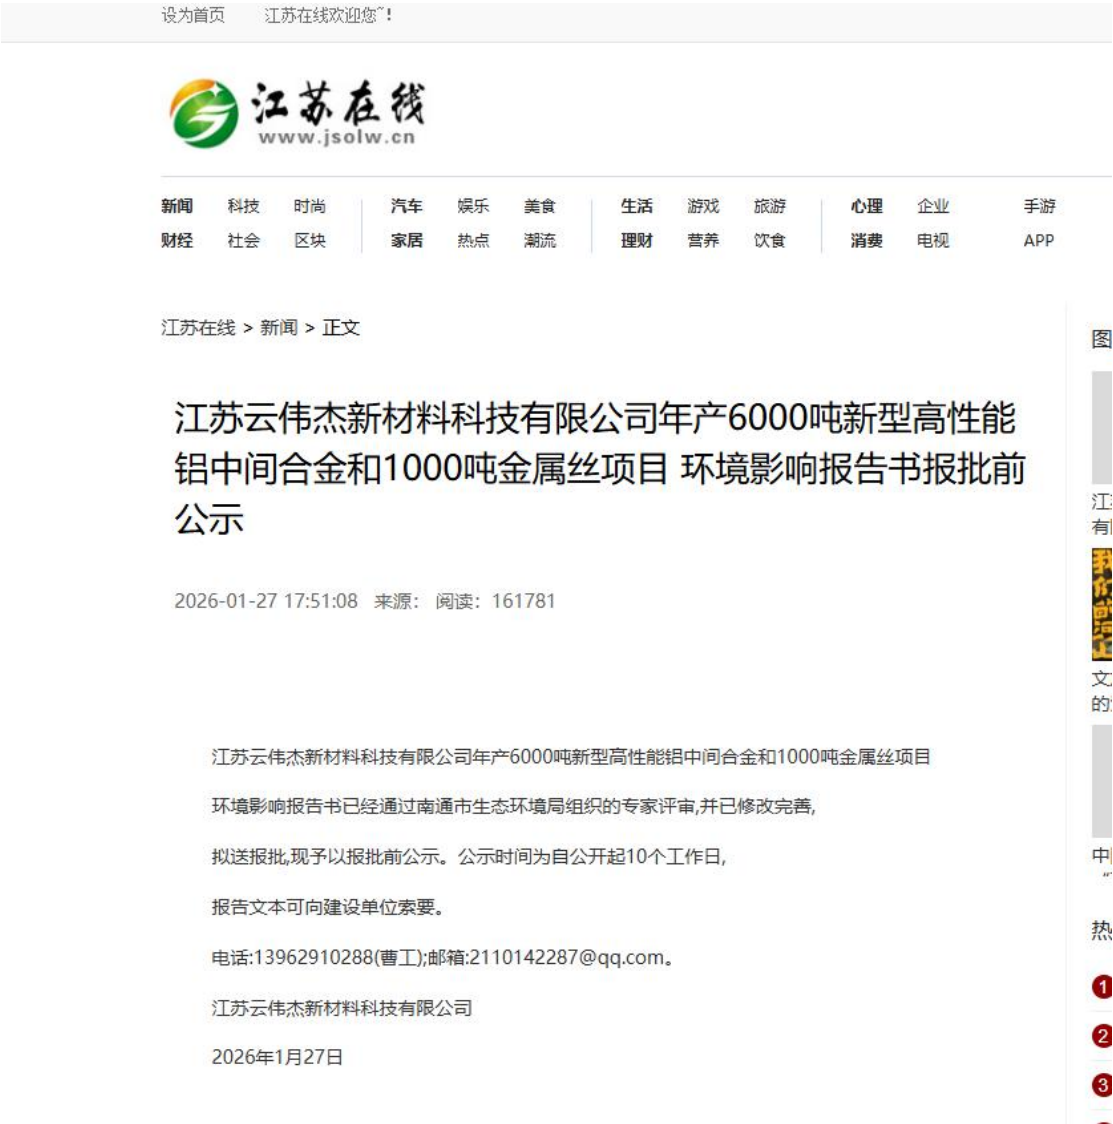 设为首页 江苏在线欢迎您~!
江苏在线
www.jsolw.cn
新闻 科技 时尚 汽车 娱乐 美食 生活 游戏 旅游 心理 企业 手游
财经 社会 区块 家居 热点 潮流 理财 营养 饮食 消费 电视 APP
江苏在线 > 新闻 > 正文
江苏云伟杰新材料科技有限公司年产6000吨新型高性能
铝中间合金和1000吨金属丝项目 环境影响报告书报批前
公示
2026-01-27 17:51:08 来源: 阅读: 161781
江苏云伟杰新材料科技有限公司年产6000吨新型高性能铝中间合金和1000吨金属丝项目
环境影响报告书已经通过南通市生态环境局组织的专家评审,并已修改完善,
拟送报批,现予以报批前公示。公示时间为自公开起10个工作日,
报告文本可向建设单位索要。
电话:13962910288(曹工);邮箱:2110142287@qq.com。
江苏云伟杰新材料科技有限公司
2026年1月27日
图
江
有
文
的
中
热
1
2
3